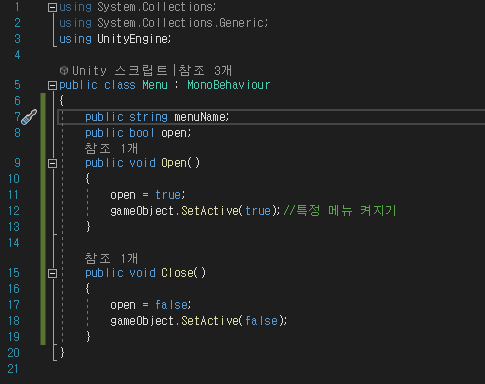 1 using System.Collections;
2 using System.Collections.Generic;
3 using UnityEngine;
4
Unity 스크립트|참조 3개
5 public class Menu : MonoBehaviour
6 {
7 public string menuName;
8 public bool open;
참조 1개
9 public void Open()
10 {
11 open = true;
12 gameObject.SetActive(true);//특정 메뉴 켜지기
13 }
14
참조 1개
15 public void Close()
16 {
17 open = false;
18 gameObject.SetActive(false);
19 }
20 }
21